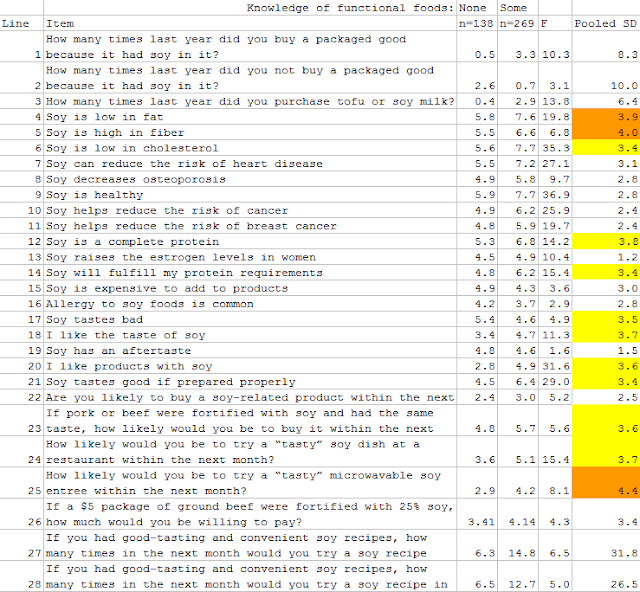 Knowledge of functional foods: None Some
Line Item n=138 n=269 F Pooled SD
How many times last year did you buy a packaged good
1 because it had soy in it? 0.5 3.3 10.3 8.3
How many times last year did you not buy a packaged good
2 because it had soy in it? 2.6 0.7 3.1 10.0
3 How many times last year did you purchase tofu or soy milk? 0.4 2.9 13.8 6.4
4 Soy is low in fat 5.8 7.6 19.8 3.9
5 Soy is high in fiber 5.5 6.6 6.8 4.0
6 Soy is low in cholesterol 5.6 7.7 35.3 3.4
7 Soy can reduce the risk of heart disease 5.5 7.2 27.1 3.1
8 Soy decreases osteoporosis 4.9 5.8 9.7 2.8
9 Soy is healthy 5.9 7.7 36.9 2.8
10 Soy helps reduce the risk of cancer 4.9 6.2 25.9 2.4
11 Soy helps reduce the risk of breast cancer 4.8 5.9 19.7 2.4
12 Soy is a complete protein 5.3 6.8 14.2 3.8
13 Soy raises the estrogen levels in women 4.5 4.9 10.4 1.2
14 Soy will fulfill my protein requirements 4.8 6.2 15.4 3.4
15 Soy is expensive to add to products 4.9 4.3 3.6 3.0
16 Allergy to soy foods is common 4.2 3.7 2.9 2.8
17 Soy tastes bad 5.4 4.6 4.9 3.5
18 I like the taste of soy 3.4 4.7 11.3 3.7
19 Soy has an aftertaste 4.8 4.6 1.6 1.5
20 I like products with soy 2.8 4.9 31.6 3.6
21 Soy tastes good if prepared properly 4.5 6.4 29.0 3.4
22 Are you likely to buy a soy-related product within the next 2.4 3.0 5.2 2.5
If pork or beef were fortified with soy and had the same
23 taste, how likely would you be to buy it within the next 4.8 5.7 5.6 3.6
How likely would you be to try a "tasty" soy dish at a
24 restaurant within the next month? 3.6 5.1 15.4 3.7
How likely would you be to try a "tasty" microwavable soy
25 entree within the next month? 2.9 4.2 8.1 4.4
If a $5 package of ground beef were fortified with 25% soy,
26 how much would you be willing to pay? 3.41 4.14 4.3 3.4
If you had good-tasting and convenient soy recipes, how
27 many times in the next month would you try a soy recipe 6.3 14.8 6.5 31.8
If you had good-tasting and convenient soy recipes, how
28 many times in the next month would you try a soy recipe in 6.5 12.7 5.0 26.5